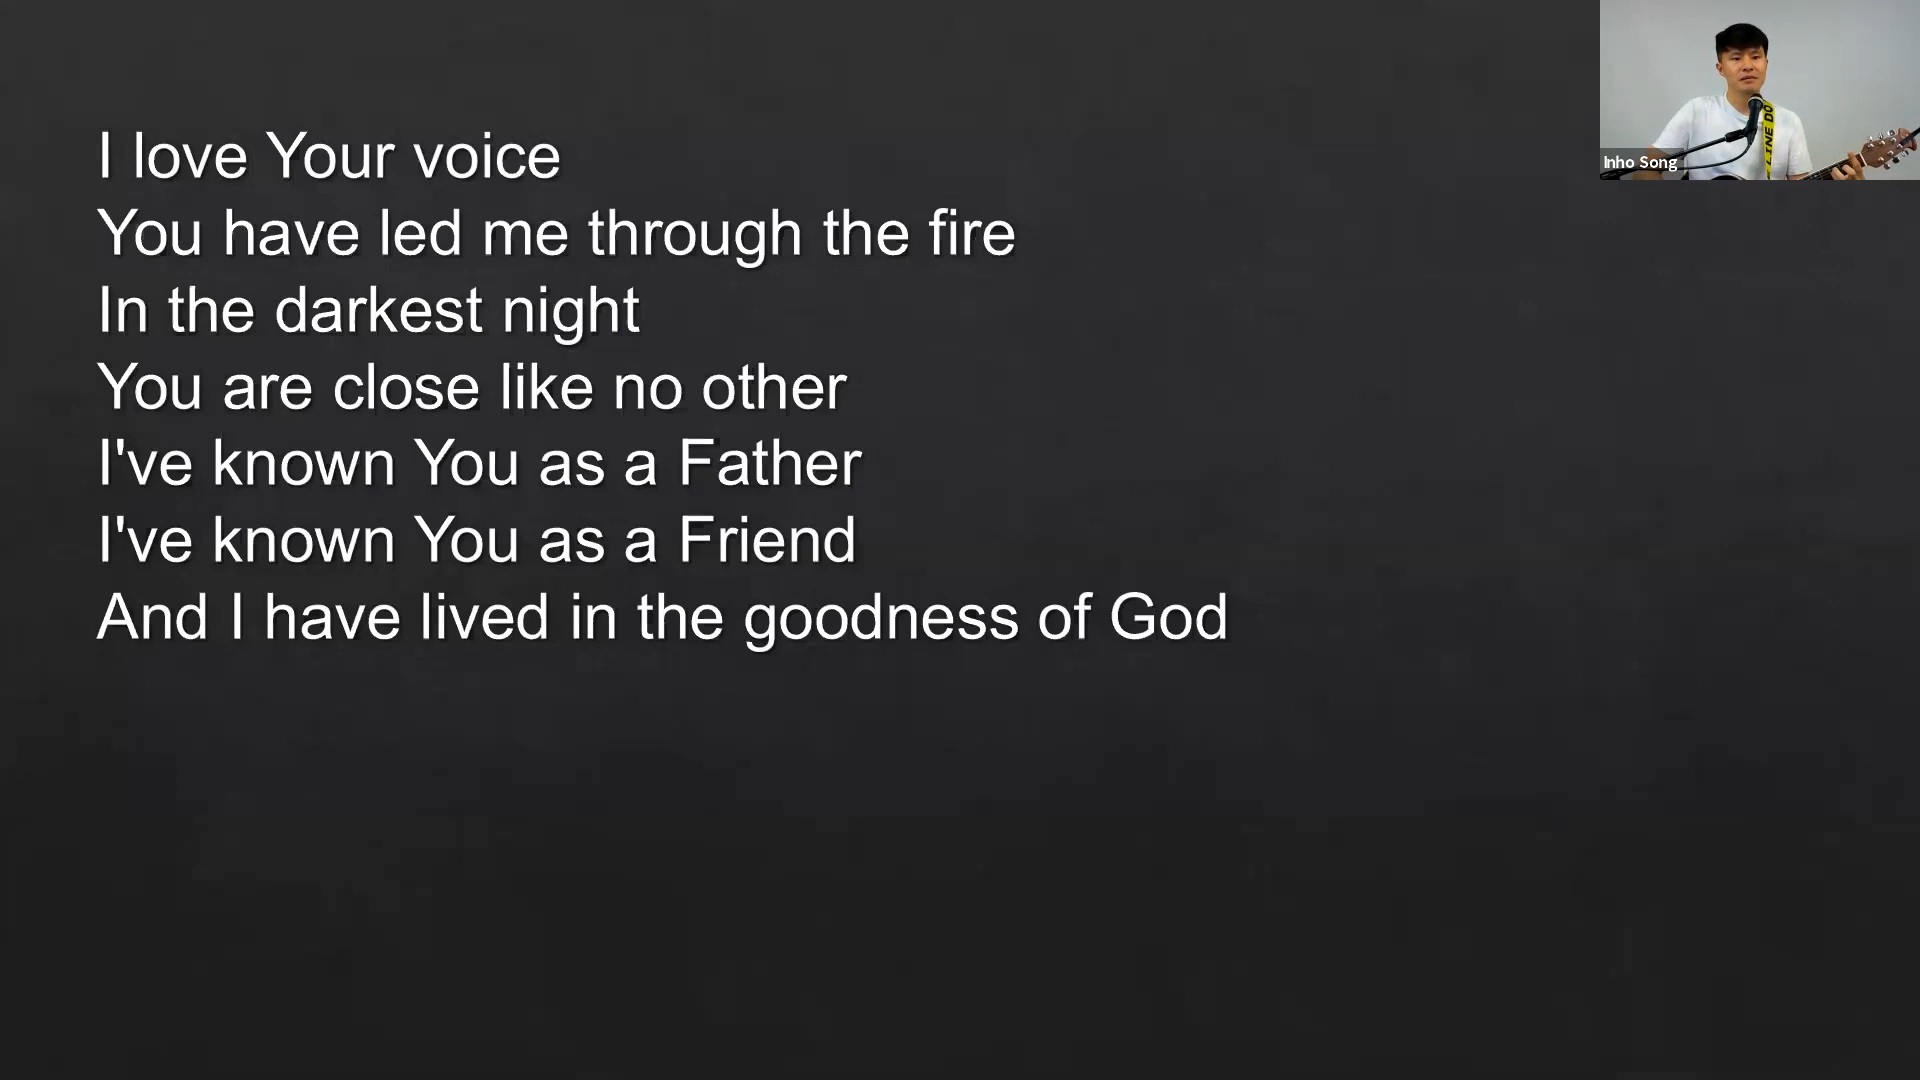 I love Your voice
You have led me through the fire
In the darkest night
You are close like no other
I've known You as a Father
I've known You as a Friend
And I have lived in the goodness of God
Inho Song
LINE DO